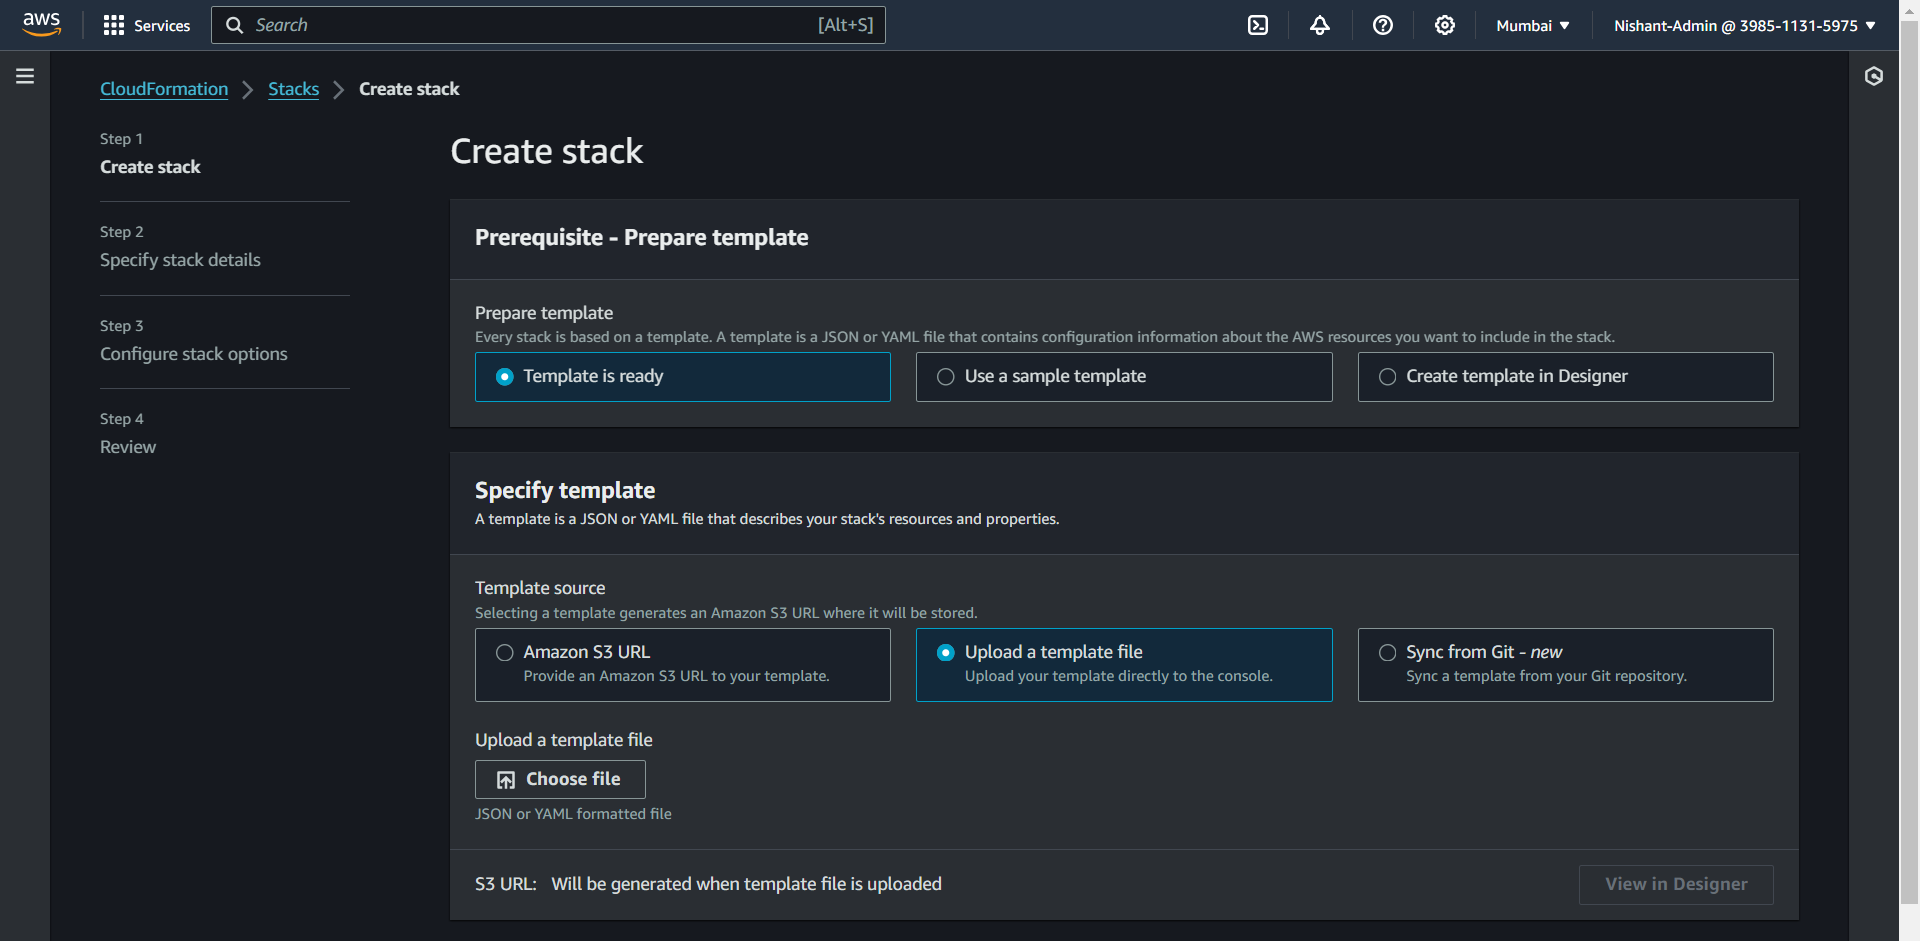 aws
Services
Search
[Alt+S]
Mumbai
Nishant-Admin @ 3985-1131-5975
CloudFormation
Stacks
Create stack
Step 1
Create stack
Step 2
Specify stack details
Step 3
Configure stack options
Step 4
Review
Create stack
Prerequisite - Prepare template
Prepare template
Every stack is based on a template. A template is a JSON or YAML file that contains configuration information about the AWS resources you want to include in the stack.
Template is ready
Use a sample template
Create template in Designer
Specify template
A template is a JSON or YAML file that describes your stack's resources and properties.
Template source
Selecting a template generates an Amazon S3 URL where it will be stored.
Amazon S3 URL
Provide an Amazon S3 URL to your template.
Upload a template file
Upload your template directly to the console.
Sync from Git - new
Sync a template from your Git repository.
Upload a template file
Choose file
JSON or YAML formatted file
S3 URL: Will be generated when template file is uploaded
View in Designer